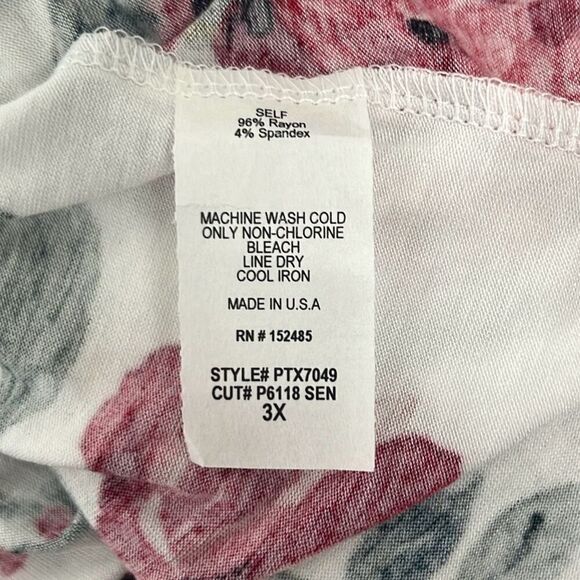 SELF
96% Rayon
4% Spandex
MACHINE WASH COLD
ONLY NON-CHLORINE
BLEACH
LINE DRY
COOL IRON
MADE IN U.S.A
RN # 152485
STYLE# PTX7049
CUT# P6118 SEN
3X